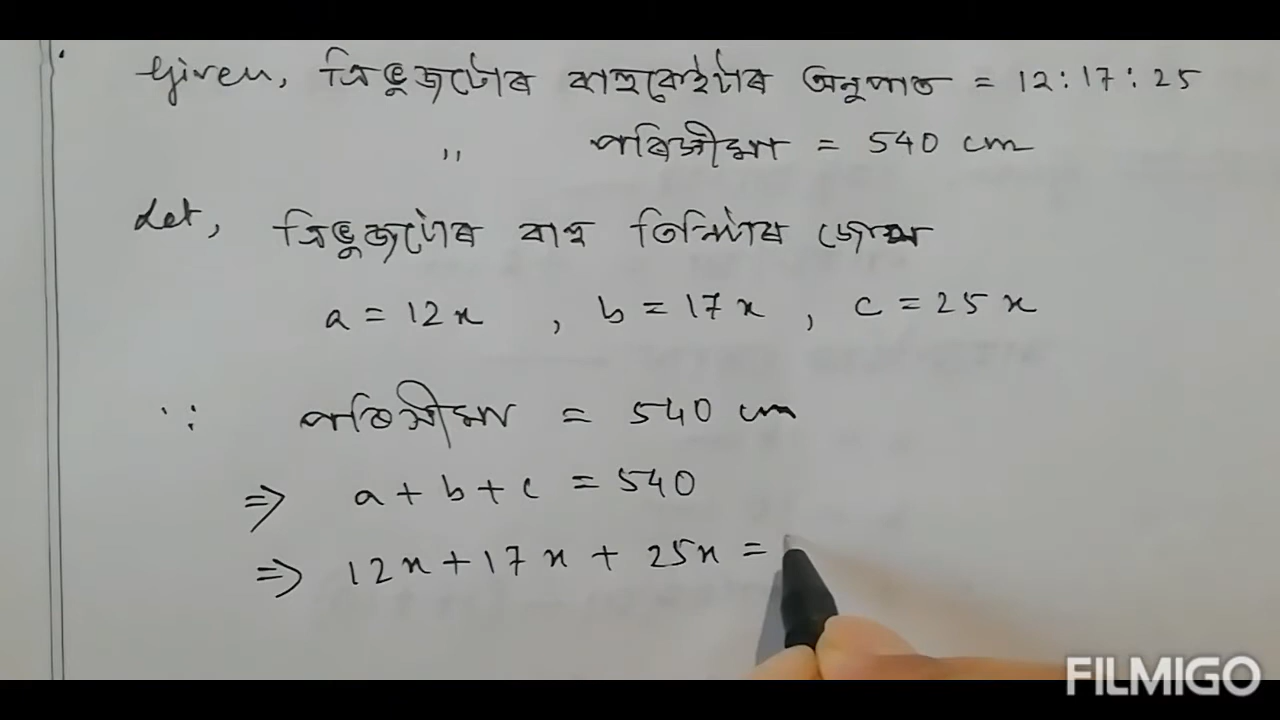 Given, ত্ৰিভুজটোৰ বাহুকেইটাৰ অনুপাত = 12:17:25
,, পৰিসীমা = 540 cm
Let, ত্ৰিভুজটোৰ বাহু তিনিটাৰ জোখ
a = 12x , b = 17x , c = 25x
∵ পৰিসীমা = 540 cm
⇒ a + b + c = 540
⇒ 12x + 17x + 25x =
FILMIGO